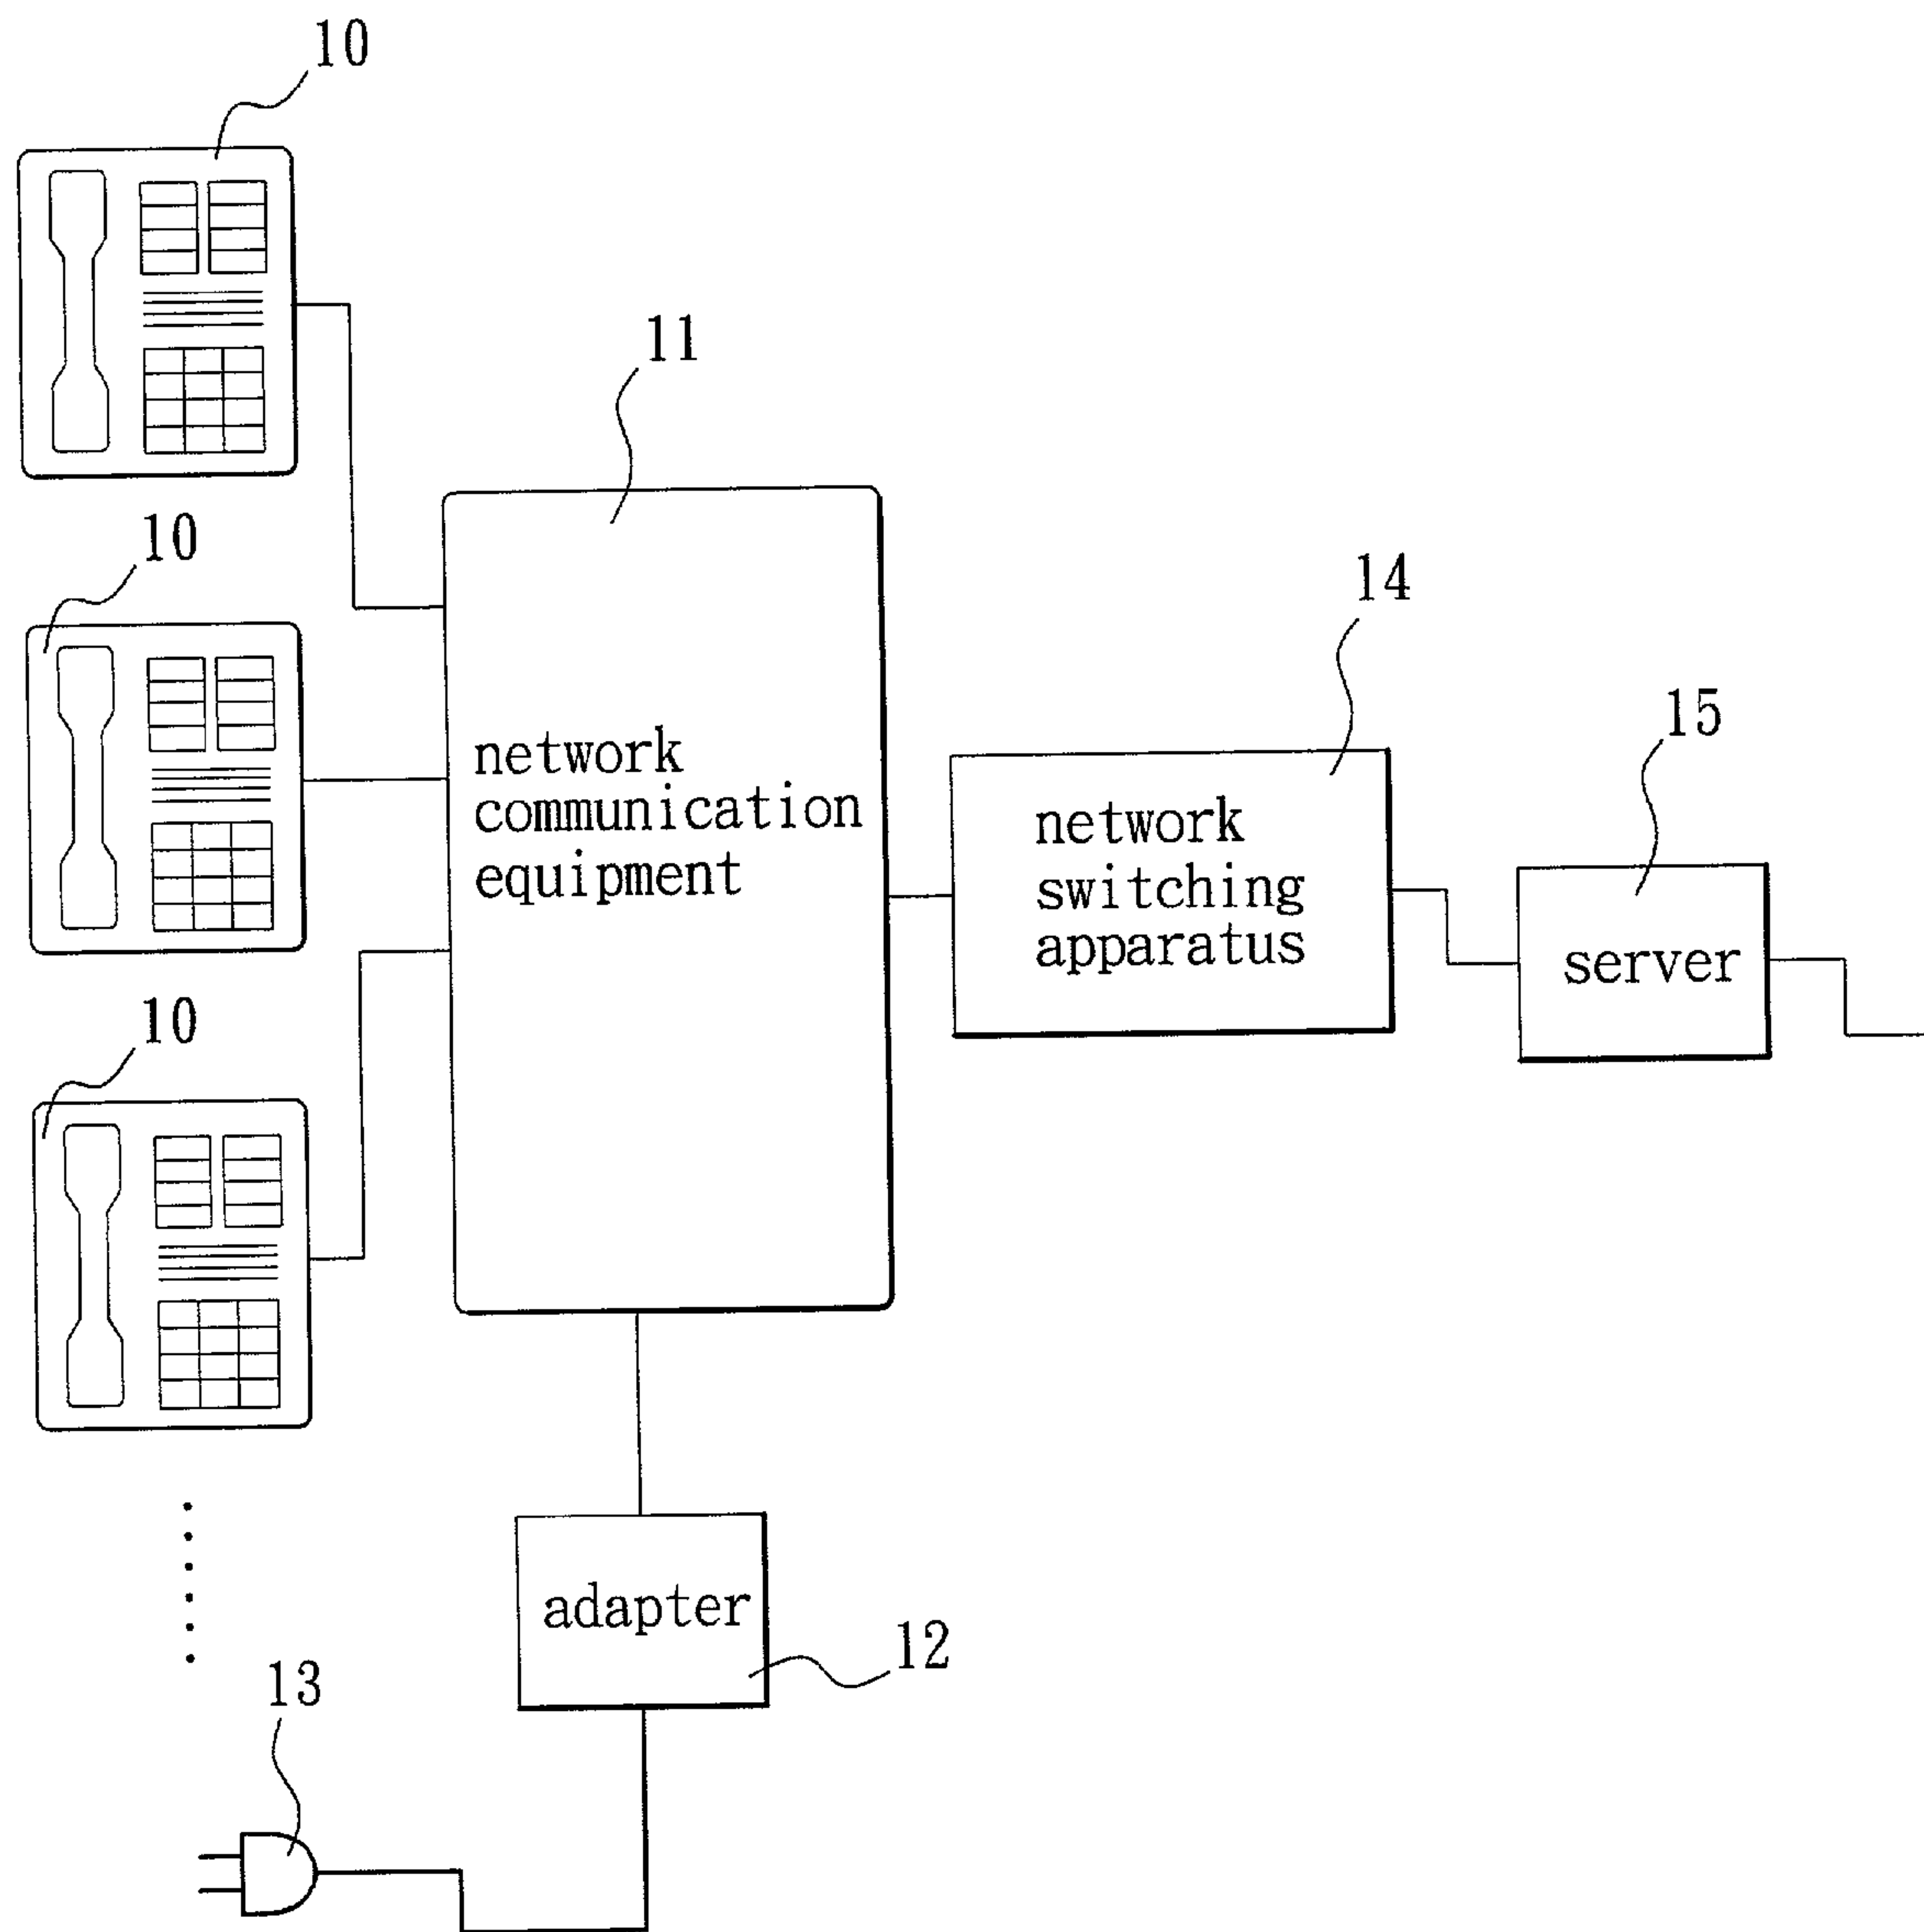 10
11
10
14
15
network
communication
equipment
network
switching
apparatus
server
10
adapter
12
13